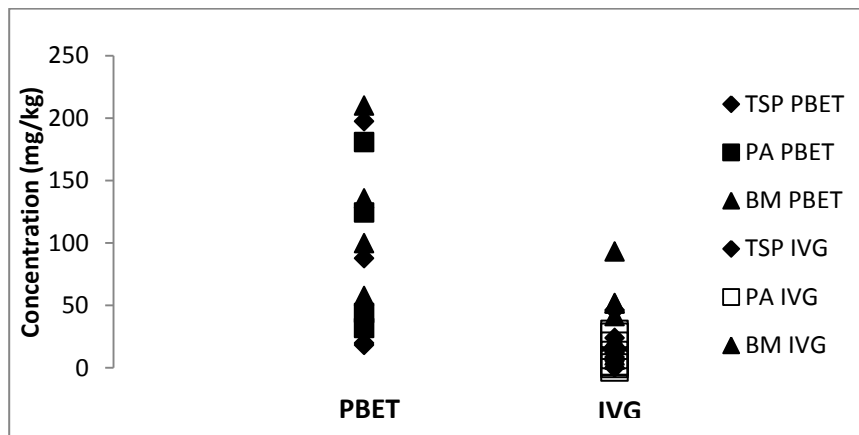 250
200
150
100
50
0
Concentration (mg/kg)
PBET
IVG
TSP PBET
PA PBET
BM PBET
TSP IVG
PA IVG
BM IVG